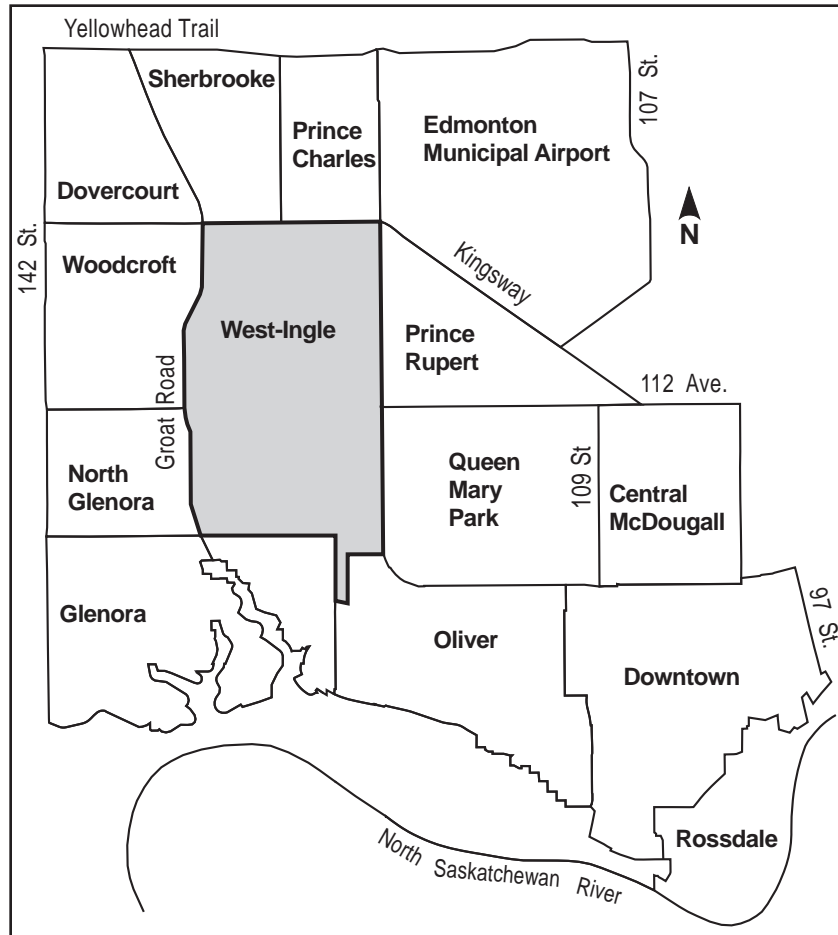 Yellowhead Trail
Sherbrooke
107 St.
Prince
Charles
Edmonton
Municipal Airport
Dovercourt
N
142 St.
Woodcroft
Kingsway
West-Ingle
Prince
Rupert
Groat Road
112 Ave.
North
Glenora
Queen
Mary
Park
109 St
Central
McDougall
Glenora
97 St.
Oliver
Downtown
Rossdale
North Saskatchewan River